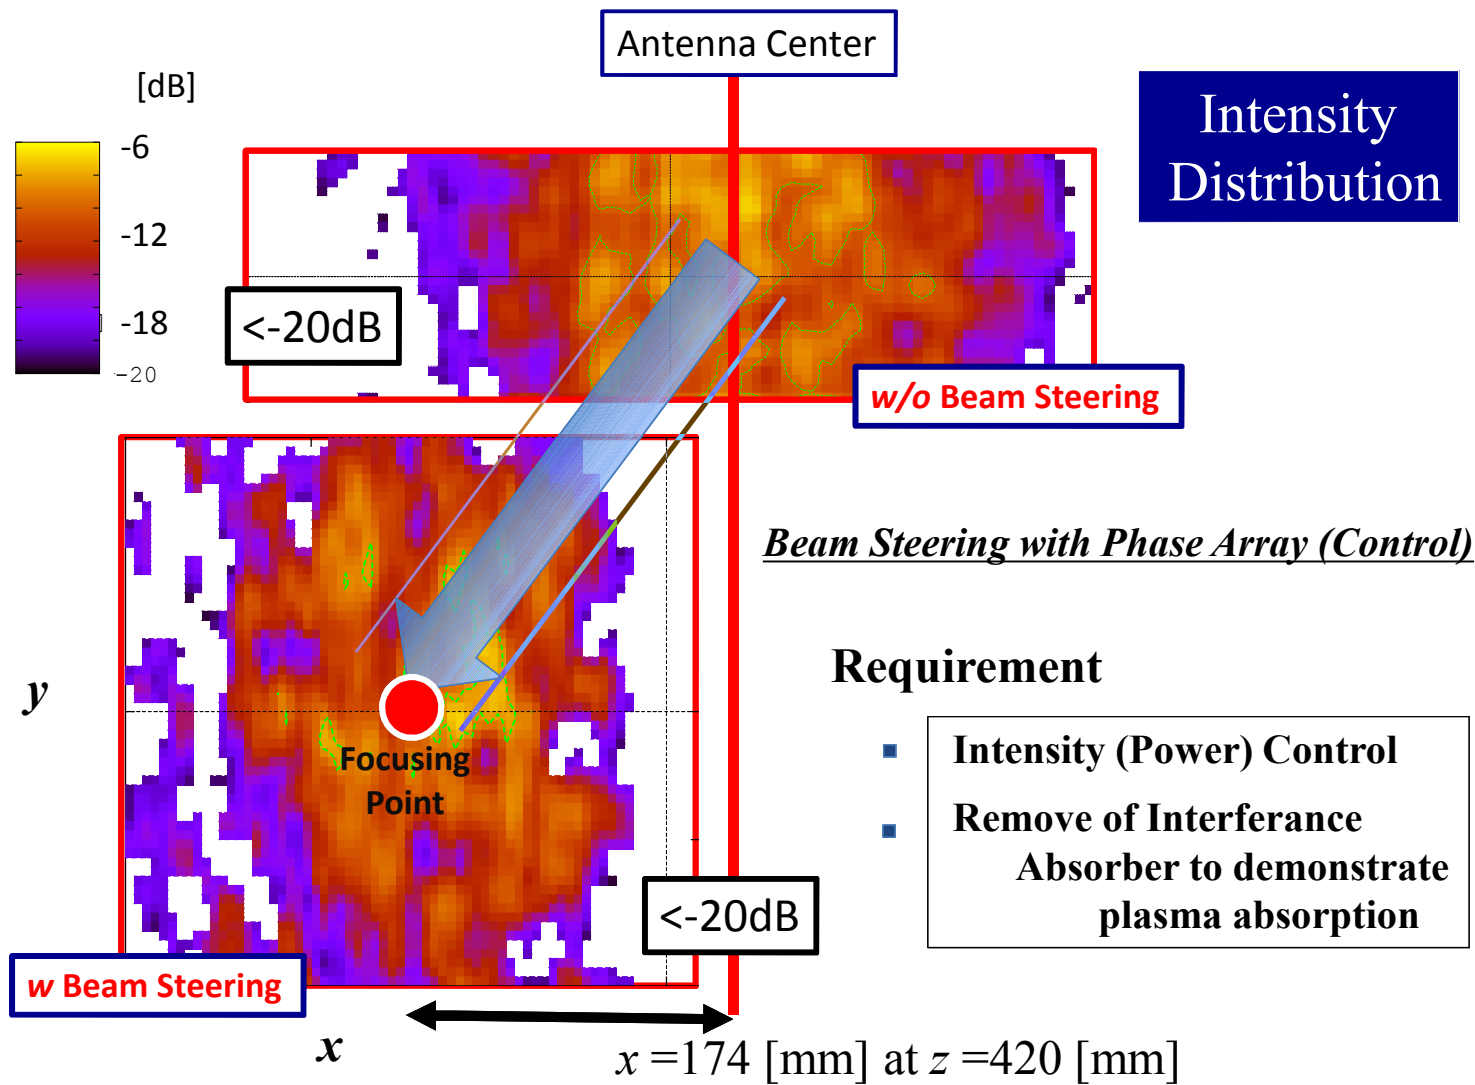 Antenna Center
[dB]
Intensity
Distribution
-6
-12
-18
-20
<-20dB
w/o Beam Steering
Beam Steering with Phase Array (Control)
Requirement
y
Intensity (Power) Control
Focusing
Point
Remove of Interferance
Absorber to demonstrate
plasma absorption
<-20dB
w Beam Steering
x
x =174 [mm] at z =420 [mm]